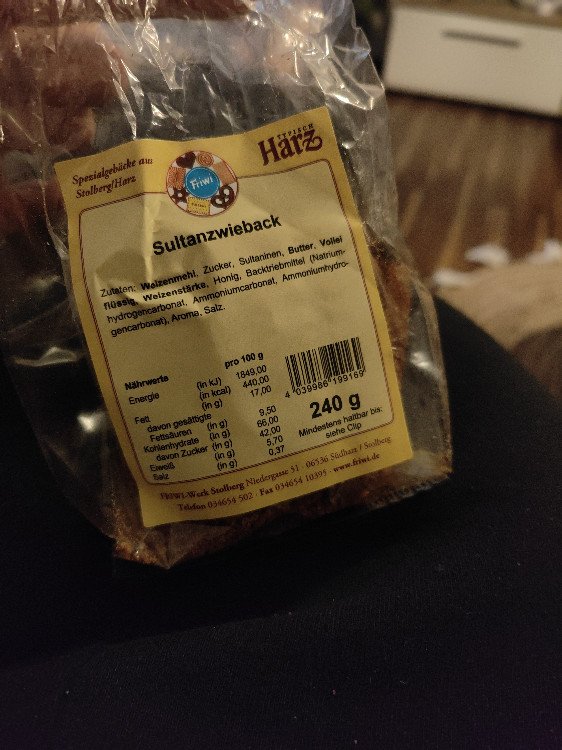 Spezialgebäcke aus
Stolberg/Harz
FRIWI
TYPISCH
Harz
Sultanzwieback
Zutaten: Weizenmehl, Zucker, Sultaninen, Butter, Vollei
flüssig, Weizenstärke, Honig, Backtriebmittel (Natrium-
hydrogencarbonat, Ammoniumcarbonat, Ammoniumhydro-
gencarbonat), Aroma, Salz.
Nährwerte pro 100 g
Energie (in kJ) 1849,00
(in kcal) 440,00
Fett (in g) 17,00
davon gesättigte
Fettsäuren (in g) 9,50
Kohlenhydrate (in g) 66,00
davon Zucker (in g) 42,00
Eiweiß (in g) 5,70
Salz (in g) 0,37
4 039986 199169
240 g
Mindestens haltbar bis:
siehe Clip
FRIWI-Werk Stolberg Niedergasse 51 · 06536 Südharz / Stolberg
Telefon 034654 502 · Fax 034654 10395 · www.friwi.de